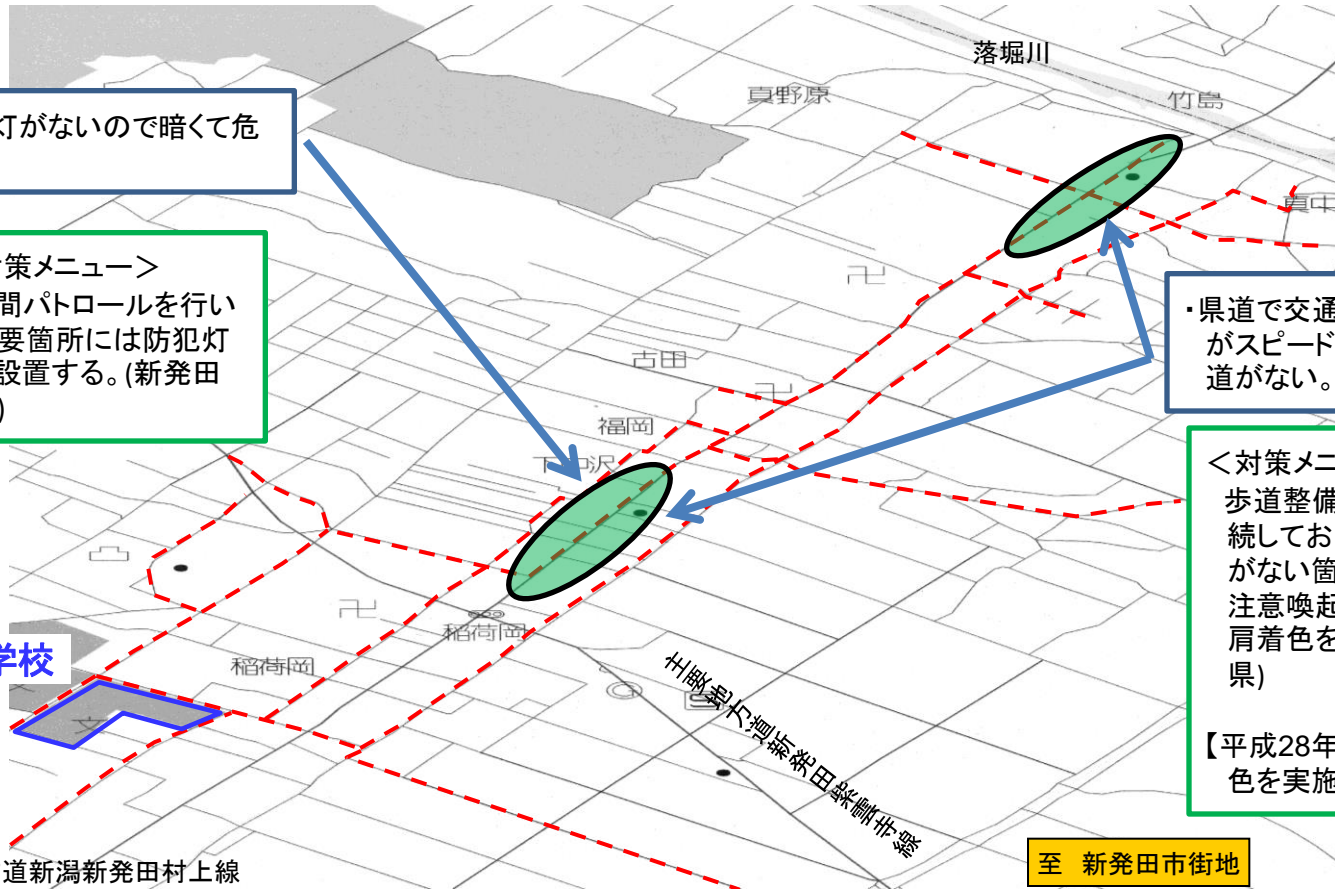 落堀川
真野原
竹島
灯がないので暗くて危
真中
策メニュー＞
間パトロールを行い
要箇所には防犯灯
設置する。(新発田
)
・県道で交通
がスピード
道がない。
古田
福岡
下中沢
＜対策メニ
歩道整備
続してお
がない箇
注意喚起
肩着色を
県)
【平成28年
色を実施
稲荷岡
稲荷岡
学校
文
主要地方道新発田紫雲寺線
道新潟新発田村上線
至 新発田市街地